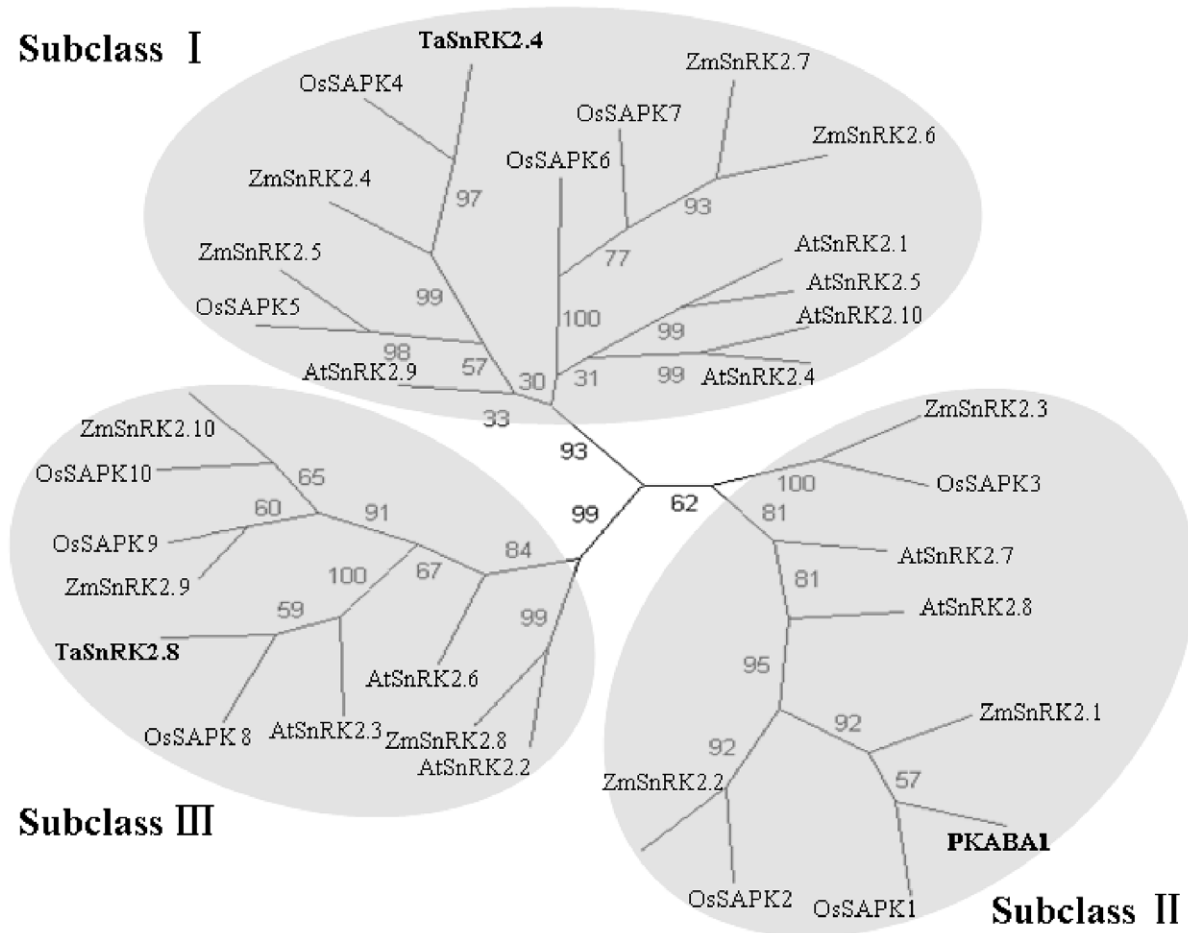 Subclass Ⅰ
TaSnRK2.4
OsSAPK4
ZmSnRK2.7
OsSAPK7
ZmSnRK2.6
OsSAPK6
ZmSnRK2.4
97
93
ZmSnRK2.5
AtSnRK2.1
77
AtSnRK2.5
99
OsSAPK5
100
AtSnRK2.10
99
98
57
AtSnRK2.9
30
31
99
AtSnRK2.4
33
ZmSnRK2.3
ZmSnRK2.10
93
OsSAPK10
65
100
OsSAPK3
62
60
91
99
81
OsSAPK9
84
AtSnRK2.7
ZmSnRK2.9
100
67
81
59
99
AtSnRK2.8
TaSnRK2.8
95
AtSnRK2.6
ZmSnRK2.1
OsSAPK8
AtSnRK2.3
ZmSnRK2.8
92
92
AtSnRK2.2
ZmSnRK2.2
57
Subclass Ⅲ
PKABA1
OsSAPK2
OsSAPK1
Subclass Ⅱ